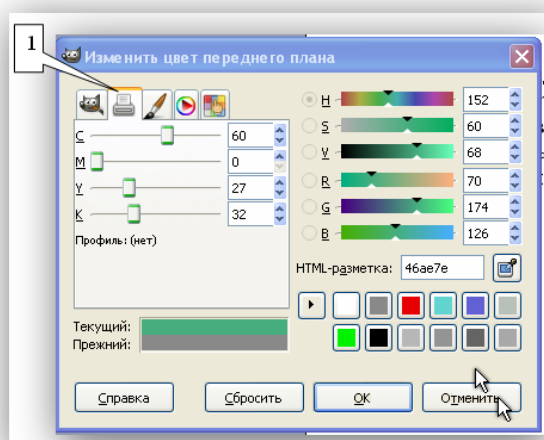 1
Изменить цвет переднего плана
C 60
M 0
Y 27
K 32
Профиль: (нет)
H 152
S 60
V 68
R 70
G 174
B 126
HTML-разметка: 46ae7e
Текущий:
Прежний:
Справка
Сбросить
OK
Отменить